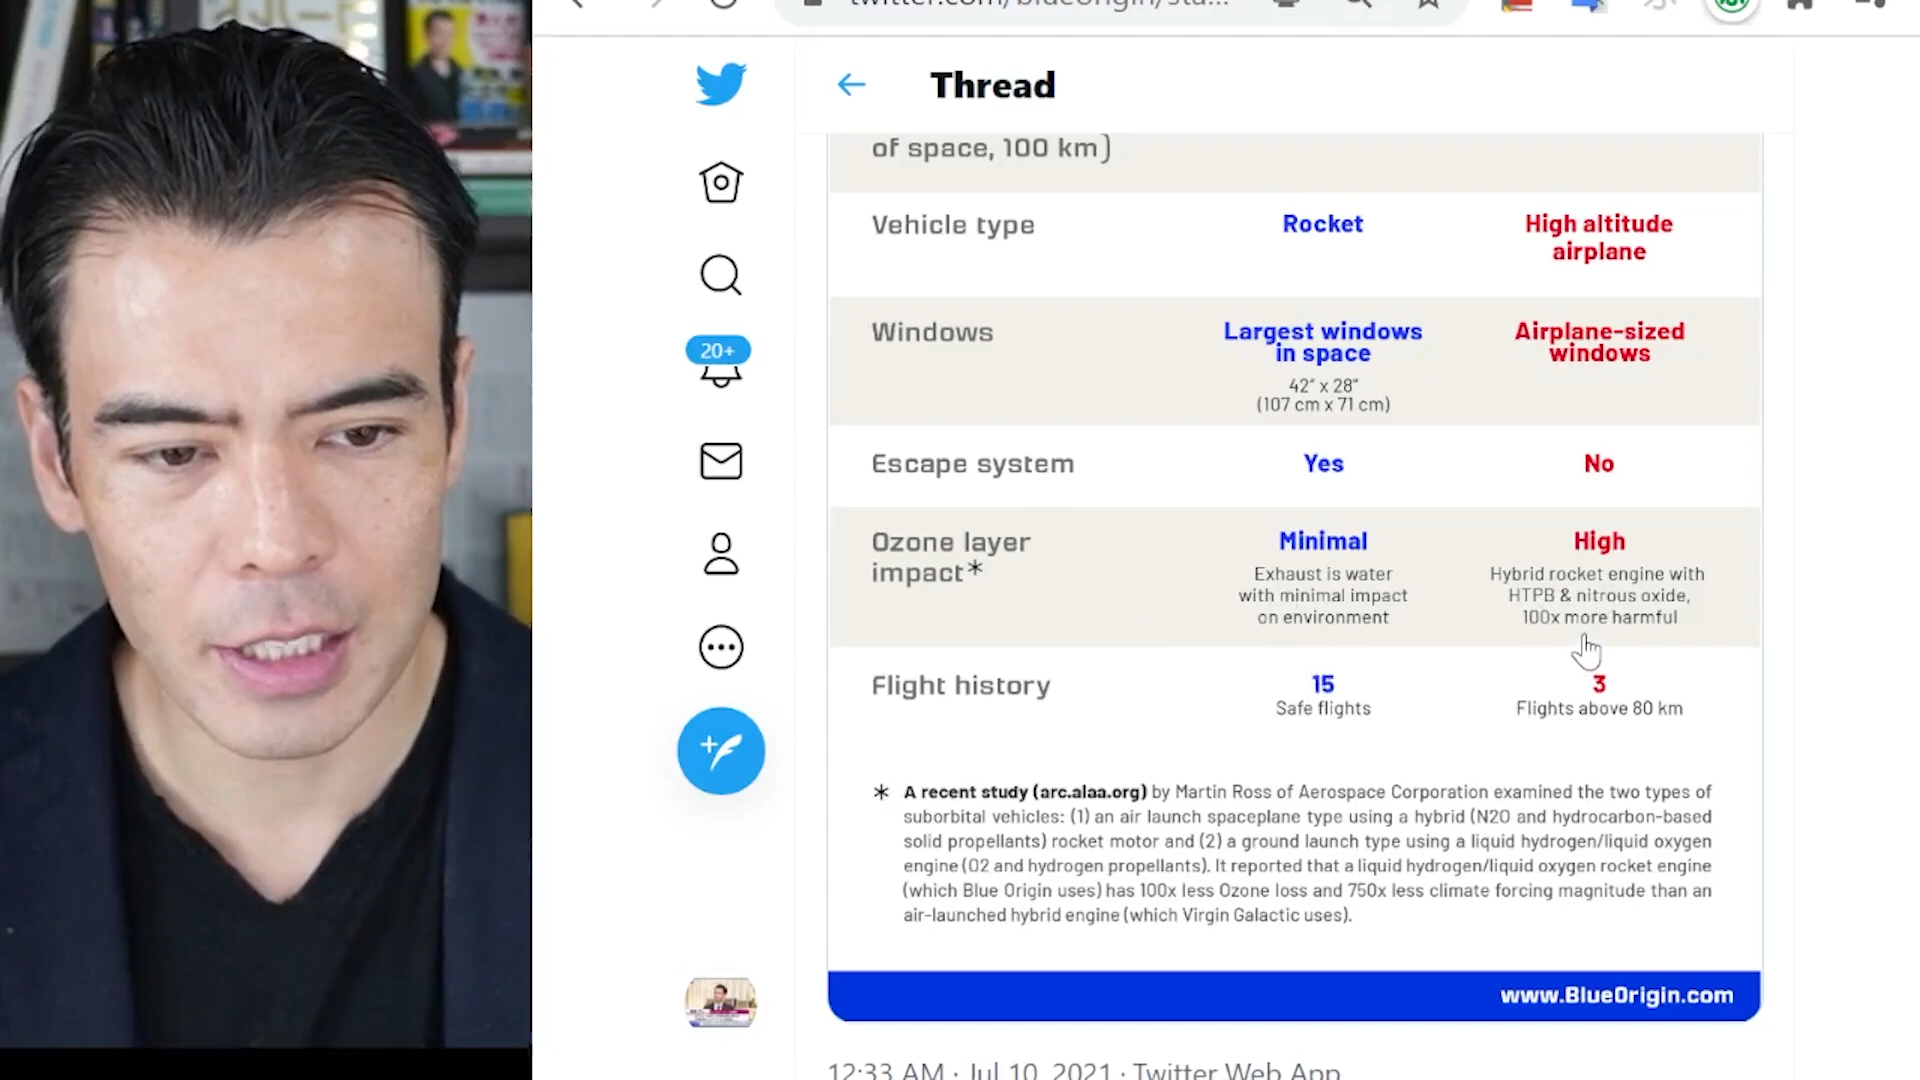 Thread
of space, 100 km)
Vehicle type
Rocket
High altitude
airplane
Windows
Largest windows
in space
42" x 28"
(107 cm x 71 cm)
Airplane-sized
windows
20+
Escape system
Yes
No
Ozone layer
impact*
Minimal
Exhaust is water
with minimal impact
on environment
High
Hybrid rocket engine with
HTPB & nitrous oxide,
100x more harmful
Flight history
15
Safe flights
3
Flights above 80 km
* A recent study (arc.alaa.org) by Martin Ross of Aerospace Corporation examined the two types of
suborbital vehicles: (1) an air launch spaceplane type using a hybrid (N2O and hydrocarbon-based
solid propellants) rocket motor and (2) a ground launch type using a liquid hydrogen/liquid oxygen
engine (O2 and hydrogen propellants). It reported that a liquid hydrogen/liquid oxygen rocket engine
(which Blue Origin uses) has 100x less Ozone loss and 750x less climate forcing magnitude than an
air-launched hybrid engine (which Virgin Galactic uses).
www.BlueOrigin.com
12:33 AM · Jul 10, 2021 · Twitter Web App